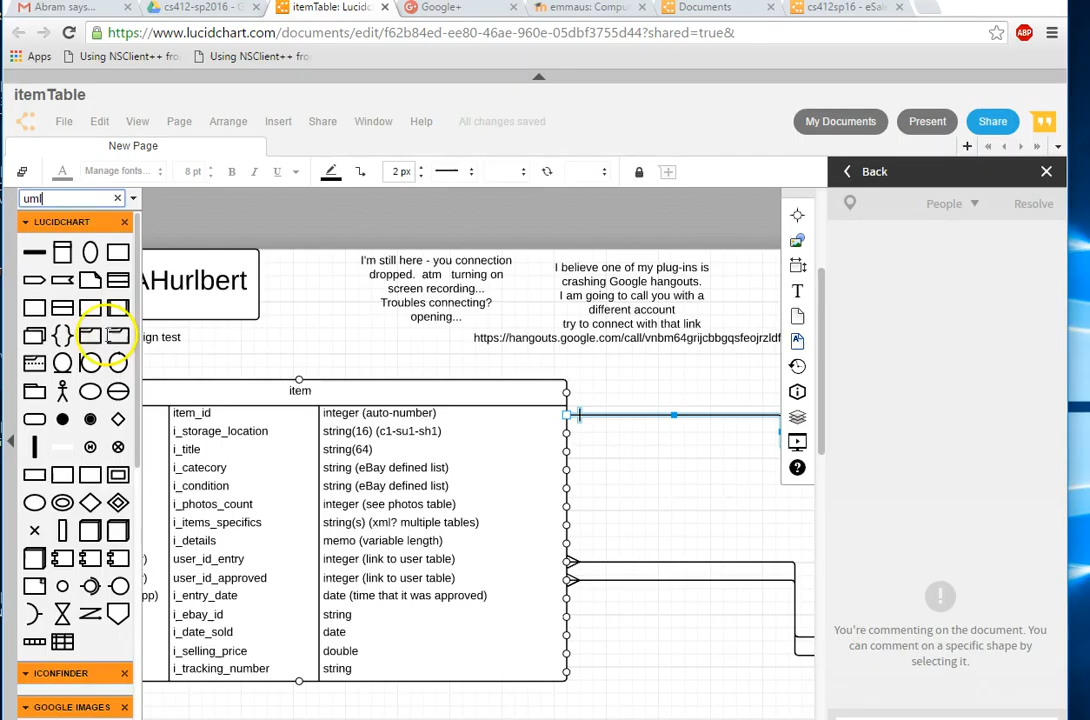 Abram says...
cs412-sp2016 - G
itemTable: Lucidch
Google+
emmaus: Comput
Documents
cs412sp16 - eSale
https://www.lucidchart.com/documents/edit/f62b84ed-ee80-46ae-960e-05dbf3755d44?shared=true&
ABP
Apps
Using NSClient++ fro
Using NSClient++ fro
itemTable
File
Edit
View
Page
Arrange
Insert
Share
Window
Help
All changes saved
My Documents
Present
Share
New Page
Manage fonts...
8 pt
B
I
U
2 px
Back
uml
People
Resolve
LUCIDCHART
AHurlbert
I'm still here - you connection
dropped. atm turning on
screen recording...
Troubles connecting?
opening...
I believe one of my plug-ins is
crashing Google hangouts.
I am going to call you with a
different account
try to connect with that link
ign test
https://hangouts.google.com/call/vnbm64grijcbbgqsfeojrzldf
item
item_id integer (auto-number)
i_storage_location string(16) (c1-su1-sh1)
i_title string(64)
i_catecory string (eBay defined list)
i_condition string (eBay defined list)
i_photos_count integer (see photos table)
i_items_specifics string(s) (xml? multiple tables)
i_details memo (variable length)
) user_id_entry integer (link to user table)
) user_id_approved integer (link to user table)
pp) i_entry_date date (time that it was approved)
i_ebay_id string
i_date_sold date
i_selling_price double
i_tracking_number string
You're commenting on the document. You
can comment on a specific shape by
selecting it.
ICONFINDER
GOOGLE IMAGES